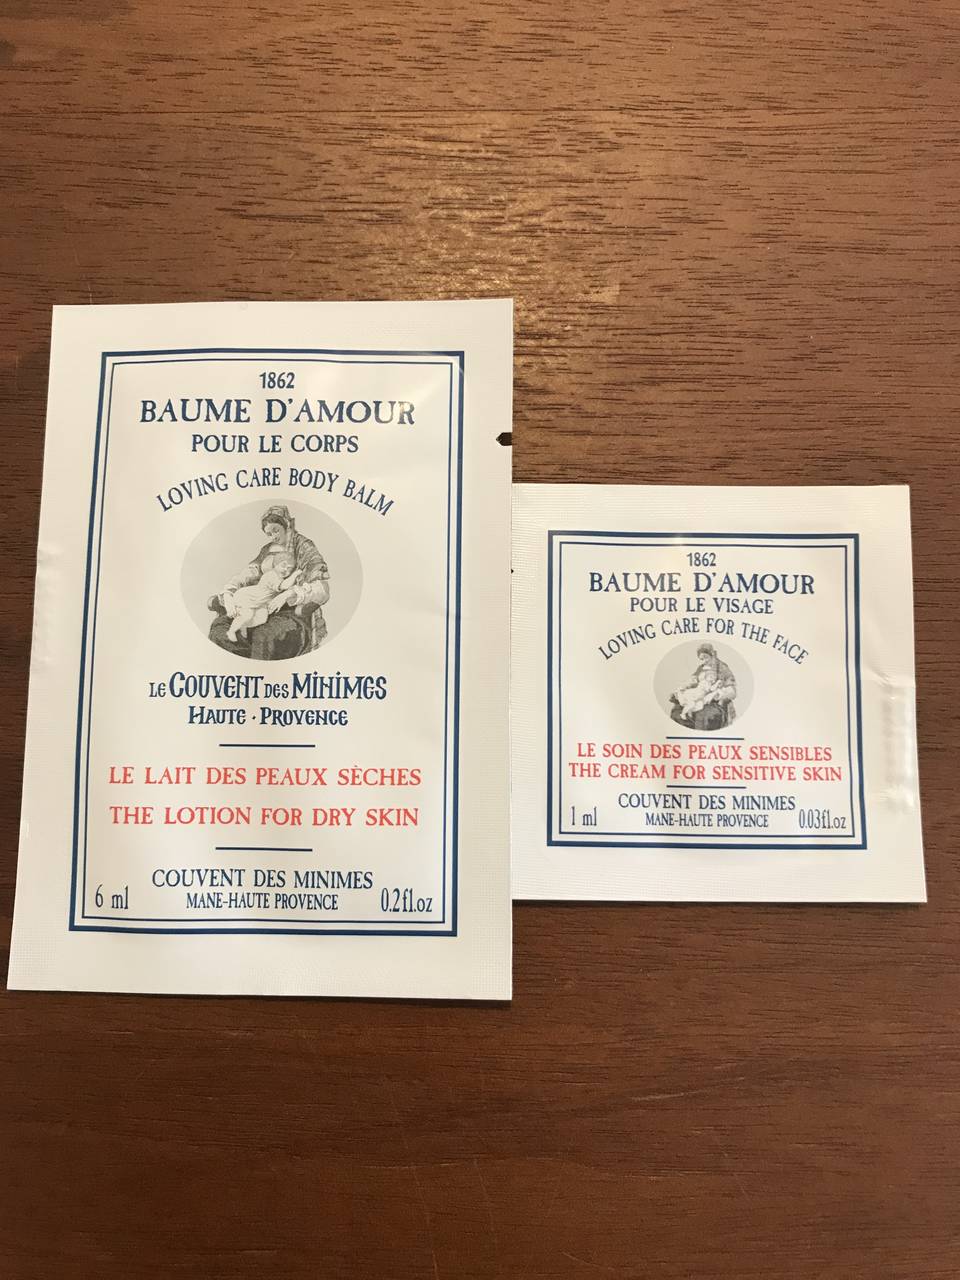 1862
BAUME D'AMOUR
POUR LE CORPS
LOVING CARE BODY BALM
LE COUVENT DES MINIMES
HAUTE · PROVENCE
LE LAIT DES PEAUX SÈCHES
THE LOTION FOR DRY SKIN
COUVENT DES MINIMES
6 ml MANE-HAUTE PROVENCE 0.2fl.oz
1862
BAUME D'AMOUR
POUR LE VISAGE
LOVING CARE FOR THE FACE
LE SOIN DES PEAUX SENSIBLES
THE CREAM FOR SENSITIVE SKIN
COUVENT DES MINIMES
1 ml MANE-HAUTE PROVENCE 0.03fl.oz